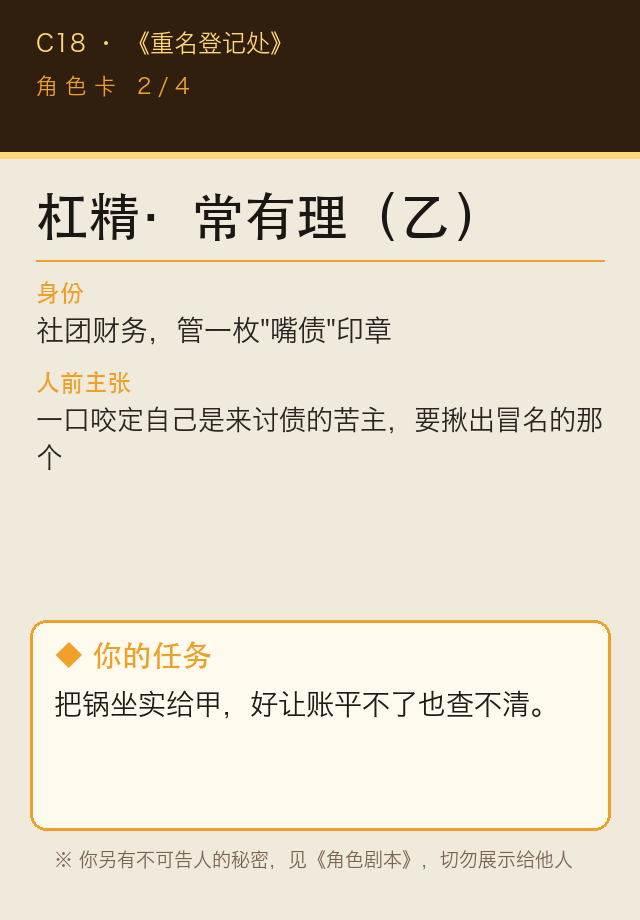 C18 · 《重名登记处》
角色卡 2/4
杠精· 常有理（乙）
身份
社团财务，管一枚"嘴债"印章
人前主张
一口咬定自己是来讨债的苦主，要揪出冒名的那
个
◆ 你的任务
把锅坐实给甲，好让账平不了也查不清。
※ 你另有不可告人的秘密，见《角色剧本》，切勿展示给他人